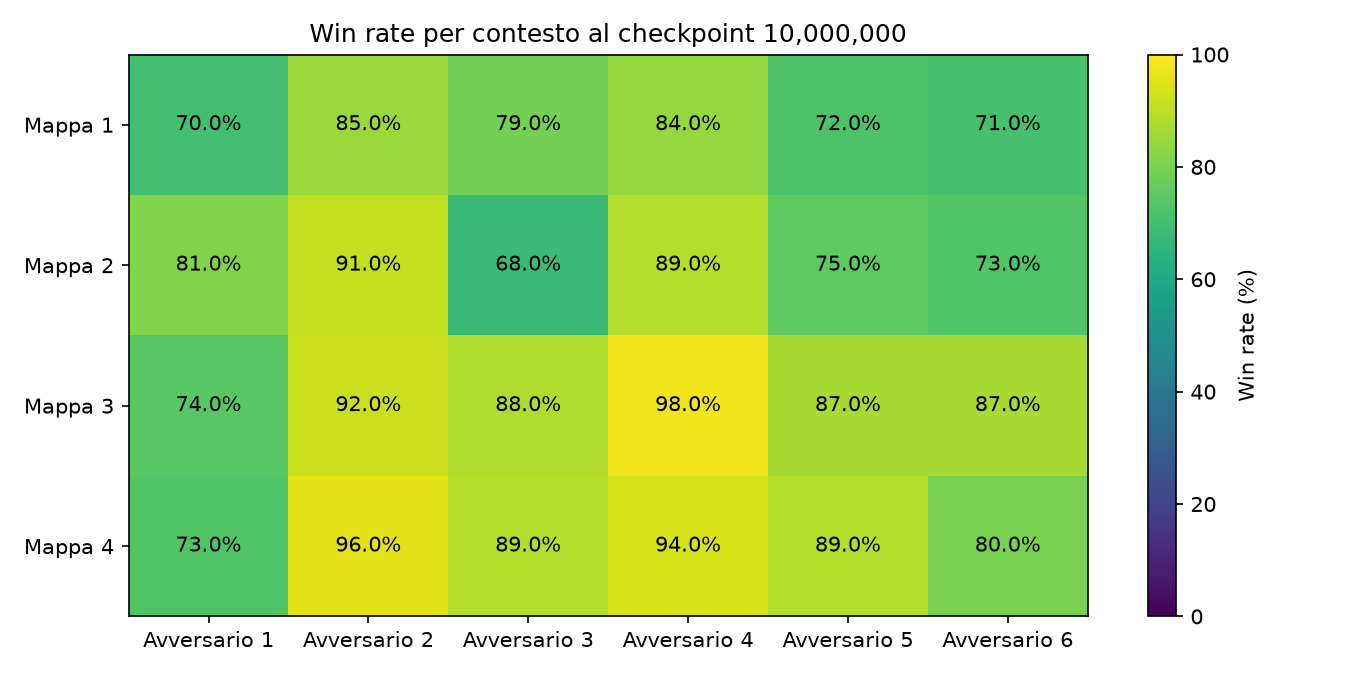 Win rate per contesto al checkpoint 10,000,000
Mappa 1 70.0% 85.0% 79.0% 84.0% 72.0% 71.0%
Mappa 2 81.0% 91.0% 68.0% 89.0% 75.0% 73.0%
Mappa 3 74.0% 92.0% 88.0% 98.0% 87.0% 87.0%
Mappa 4 73.0% 96.0% 89.0% 94.0% 89.0% 80.0%
Avversario 1 Avversario 2 Avversario 3 Avversario 4 Avversario 5 Avversario 6
100
80
60
40
20
0
Win rate (%)